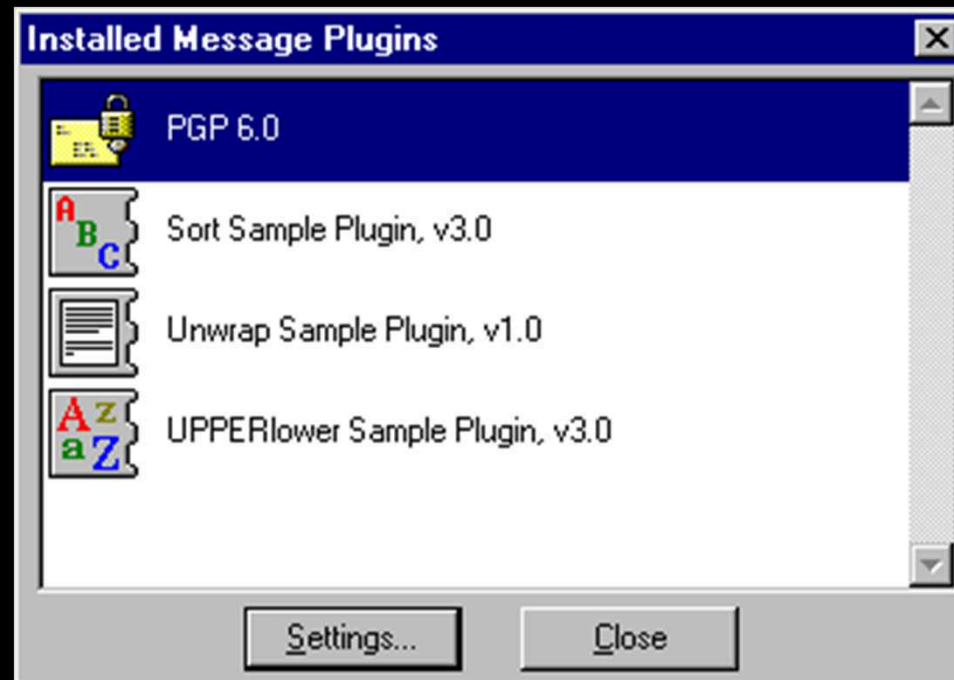 Installed Message Plugins
PGP 6.0
A
B
C
Sort Sample Plugin, v3.0
Unwrap Sample Plugin, v1.0
A z
a Z
UPPERlower Sample Plugin, v3.0
Settings... Close